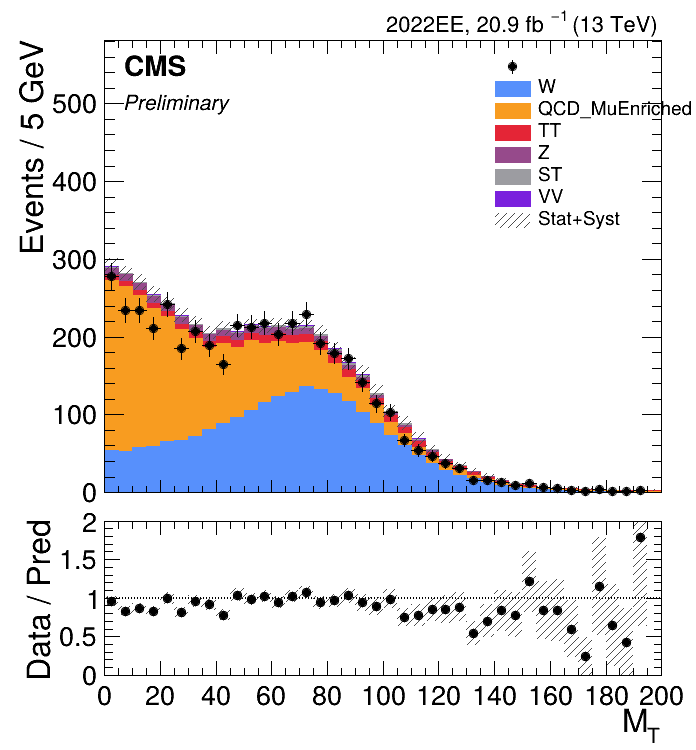 2022EE, 20.9 fb⁻¹ (13 TeV)
CMS
Preliminary
W
QCD_MuEnriched
TT
Z
ST
VV
Stat+Syst
Events / 5 GeV
500
400
300
200
100
0
Data / Pred
2
1.5
1
0.5
0
0 20 40 60 80 100 120 140 160 180 200
M_T